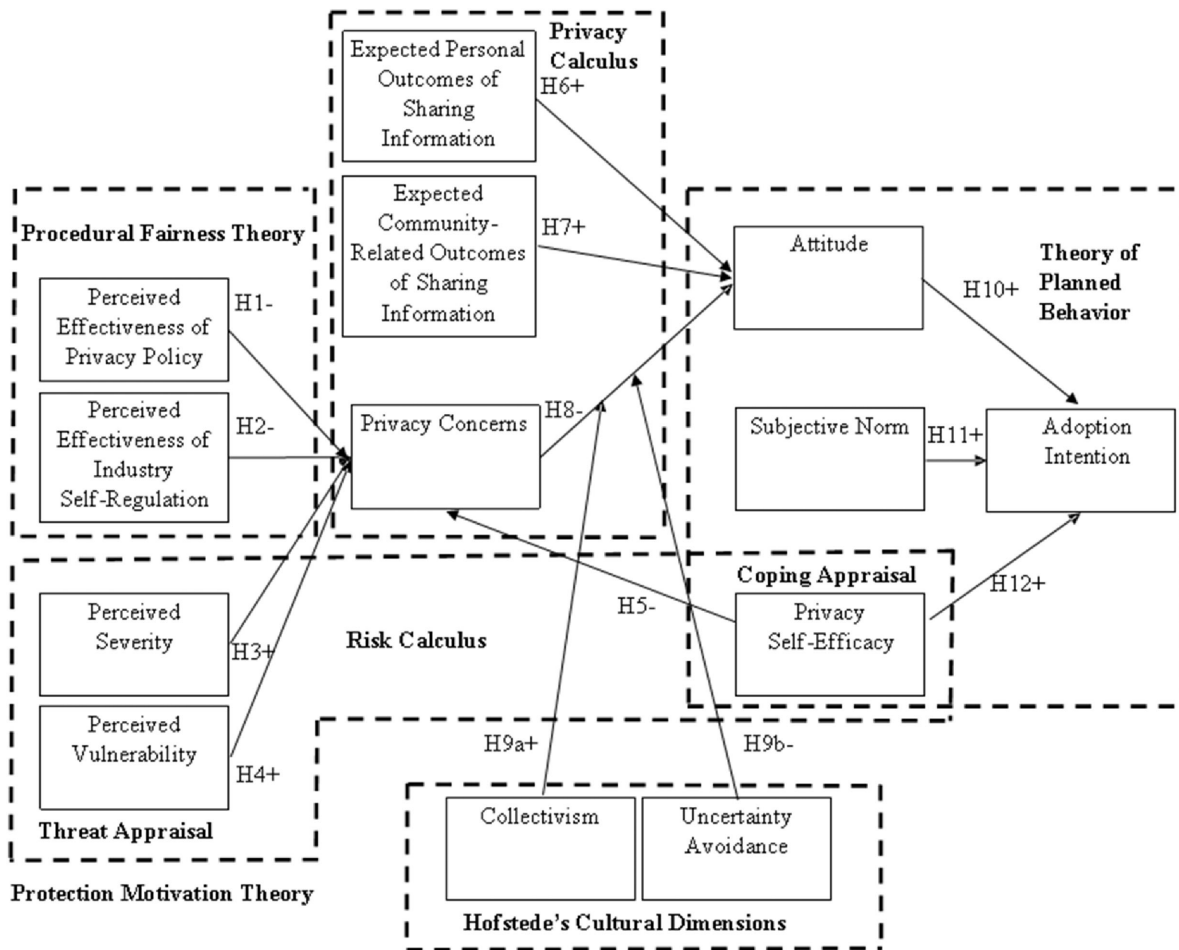 Privacy
Calculus
Expected Personal
Outcomes of
Sharing
Information
H6+
Expected
Community-
Related Outcomes
of Sharing
Information
H7+
Procedural Fairness Theory
Perceived
Effectiveness of
Privacy Policy
H1-
Perceived
Effectiveness of
Industry
Self-Regulation
H2-
Privacy Concerns
H8-
Attitude
Theory of
Planned
Behavior
H10+
Subjective Norm
H11+
Adoption
Intention
Coping Appraisal
Privacy
Self-Efficacy
H12+
H5-
Risk Calculus
Perceived
Severity
H3+
Perceived
Vulnerability
H4+
Threat Appraisal
Protection Motivation Theory
H9a+
H9b-
Collectivism
Uncertainty
Avoidance
Hofstede's Cultural Dimensions